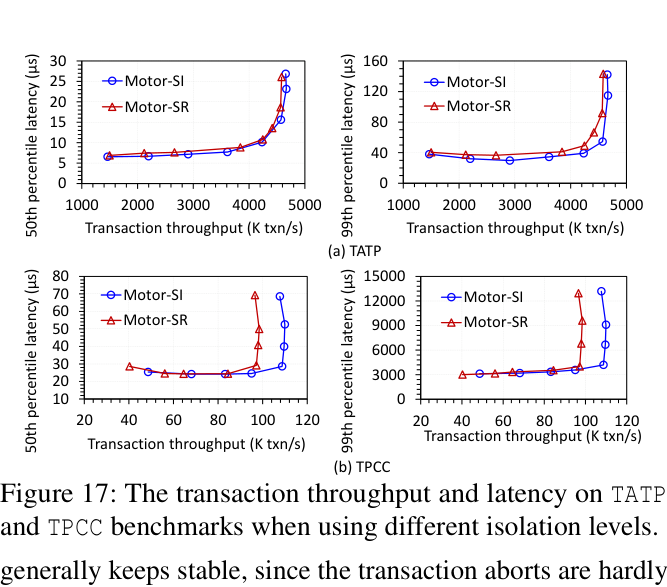 50th percentile latency (µs)
30
25
20
15
10
5
0
Motor-SI
Motor-SR
1000 2000 3000 4000 5000
Transaction throughput (K txn/s)
99th percentile latency (µs)
160
120
80
40
0
Motor-SI
Motor-SR
1000 2000 3000 4000 5000
Transaction throughput (K txn/s)
(a) TATP
50th percentile latency (µs)
80
70
60
50
40
30
20
10
Motor-SI
Motor-SR
20 40 60 80 100 120
Transaction throughput (K txn/s)
99th percentile latency (µs)
15000
12000
9000
6000
3000
0
Motor-SI
Motor-SR
20 40 60 80 100 120
Transaction throughput (K txn/s)
(b) TPCC
Figure 17: The transaction throughput and latency on TATP
and TPCC benchmarks when using different isolation levels.
generally keeps stable, since the transaction aborts are hardly